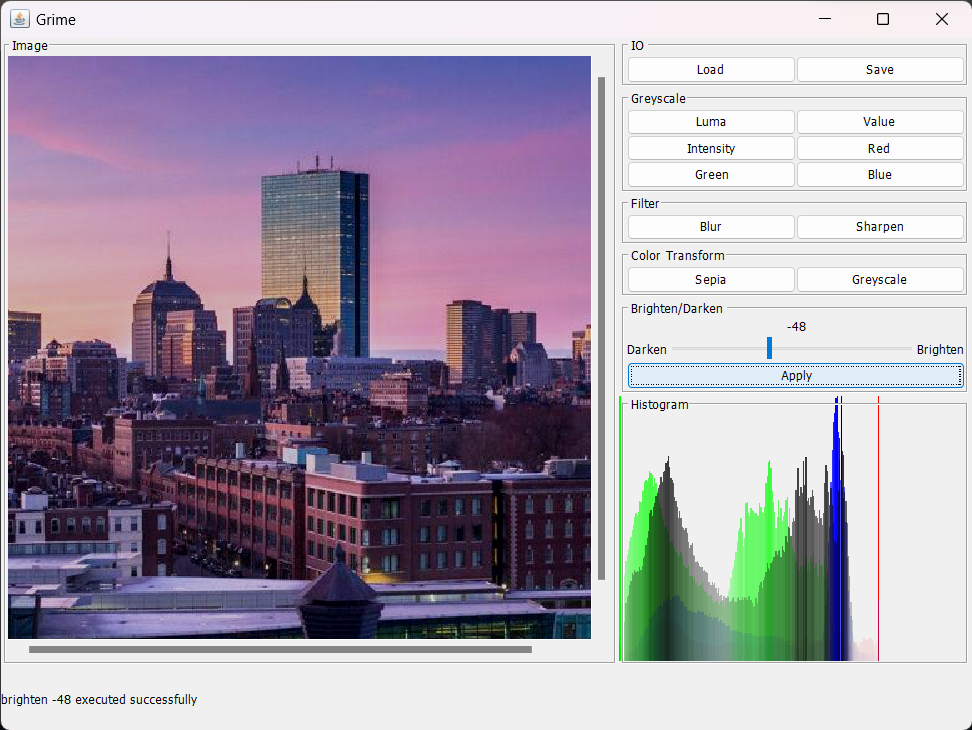 Grime
Image
IO
Load Save
Greyscale
Luma Value
Intensity Red
Green Blue
Filter
Blur Sharpen
Color Transform
Sepia Greyscale
Brighten/Darken
-48
Darken Brighten
Apply
Histogram
brighten -48 executed successfully